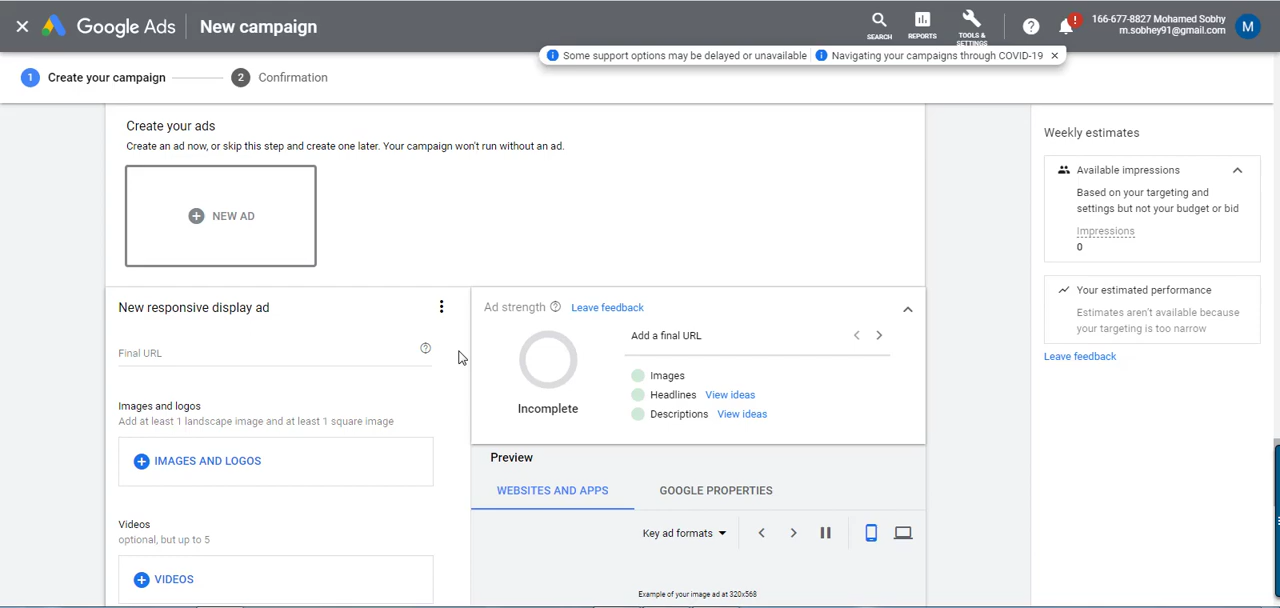 Google Ads
New campaign
SEARCH
REPORTS
TOOLS &
SETTINGS
166-677-8827 Mohamed Sobhy
m.sobhey91@gmail.com
M
Some support options may be delayed or unavailable
Navigating your campaigns through COVID-19
1 Create your campaign
2 Confirmation
Create your ads
Create an ad now, or skip this step and create one later. Your campaign won't run without an ad.
NEW AD
New responsive display ad
Final URL
Images and logos
Add at least 1 landscape image and at least 1 square image
IMAGES AND LOGOS
Videos
optional, but up to 5
VIDEOS
Ad strength
Leave feedback
Incomplete
Add a final URL
Images
Headlines View ideas
Descriptions View ideas
Preview
WEBSITES AND APPS
GOOGLE PROPERTIES
Key ad formats
Example of your image ad at 320x568
Weekly estimates
Available impressions
Based on your targeting and
settings but not your budget or bid
Impressions
0
Your estimated performance
Estimates aren't available because
your targeting is too narrow
Leave feedback